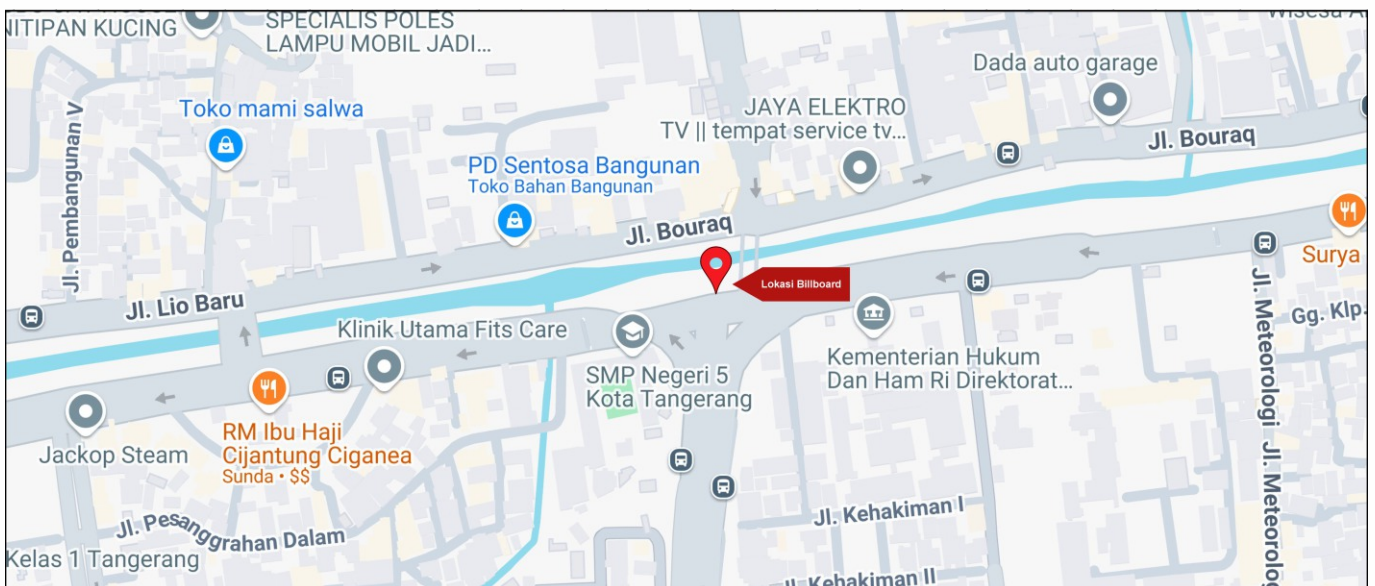 NITIPAN KUCING
SPECIALIS POLES
LAMPU MOBIL JADI...
Dada auto garage
Toko mami salwa
JAYA ELEKTRO
TV || tempat service tv...
Jl. Bouraq
Jl. Pembangunan V
PD Sentosa Bangunan
Toko Bahan Bangunan
Jl. Bouraq
Surya
Lokasi Billboard
Jl. Lio Baru
Klinik Utama Fits Care
Gg. Klp.
Kementerian Hukum
Dan Ham Ri Direktorat...
SMP Negeri 5
Kota Tangerang
Jl. Meteorologi
RM Ibu Haji
Cijantung Ciganea
Sunda • $$
Jackop Steam
Jl. Meteorolo
Jl. Kehakiman I
Jl. Pesanggrahan Dalam
Kelas 1 Tangerang
Jl. Kehakiman II